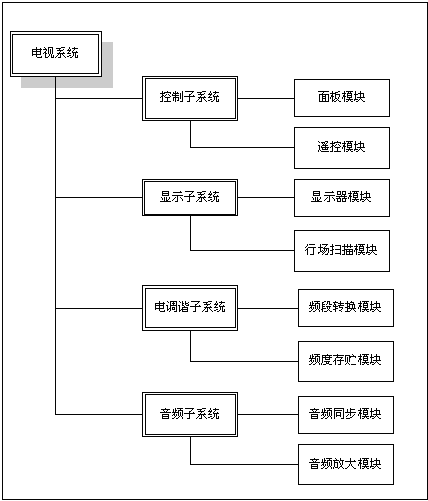 电视系统
控制子系统
面板模块
遥控模块
显示子系统
显示器模块
行场扫描模块
电调谐子系统
频段转换模块
频度存贮模块
音频子系统
音频同步模块
音频放大模块